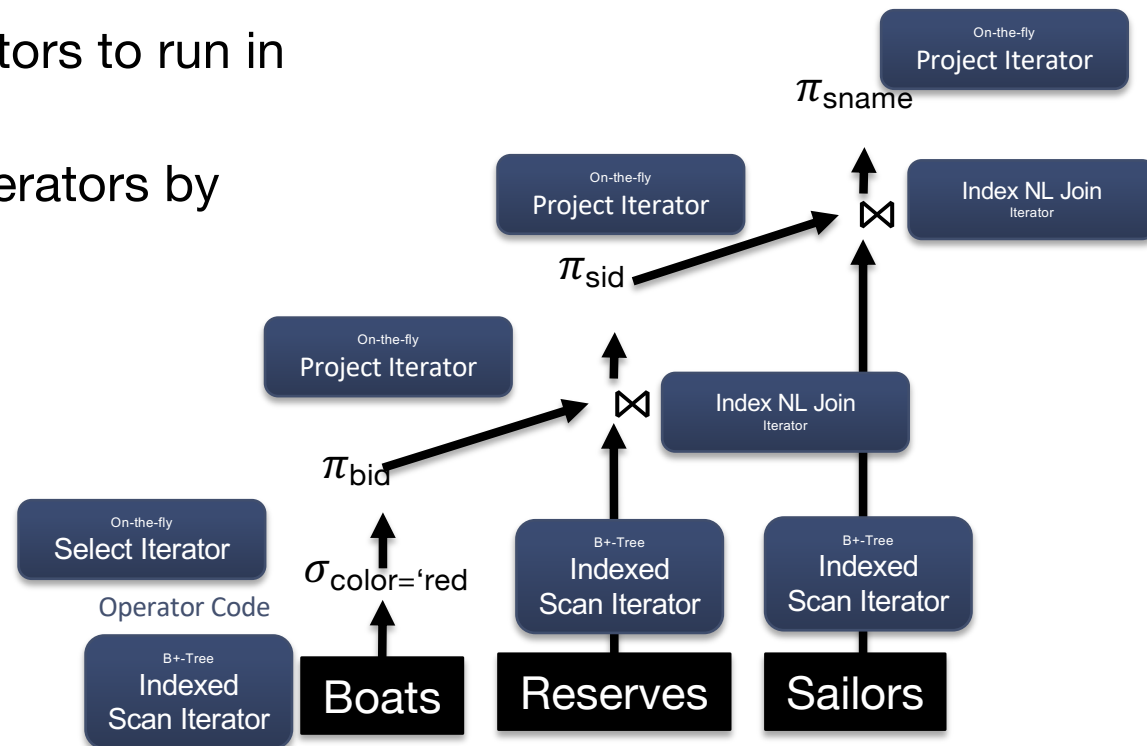 tors to run in
erators by
On-the-fly
Project Iterator
πsname
On-the-fly
Project Iterator
⋈
Index NL Join
Iterator
πsid
On-the-fly
Project Iterator
⋈
Index NL Join
Iterator
πbid
On-the-fly
Select Iterator
σcolor=‘red
Operator Code
B+-Tree
Indexed
Scan Iterator
B+-Tree
Indexed
Scan Iterator
B+-Tree
Indexed
Scan Iterator
Boats
Reserves
Sailors